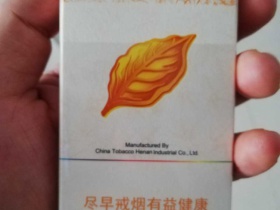 Manufactured By
China Tobacco Henan Industrial Co., Ltd.
尽早戒烟有益健康